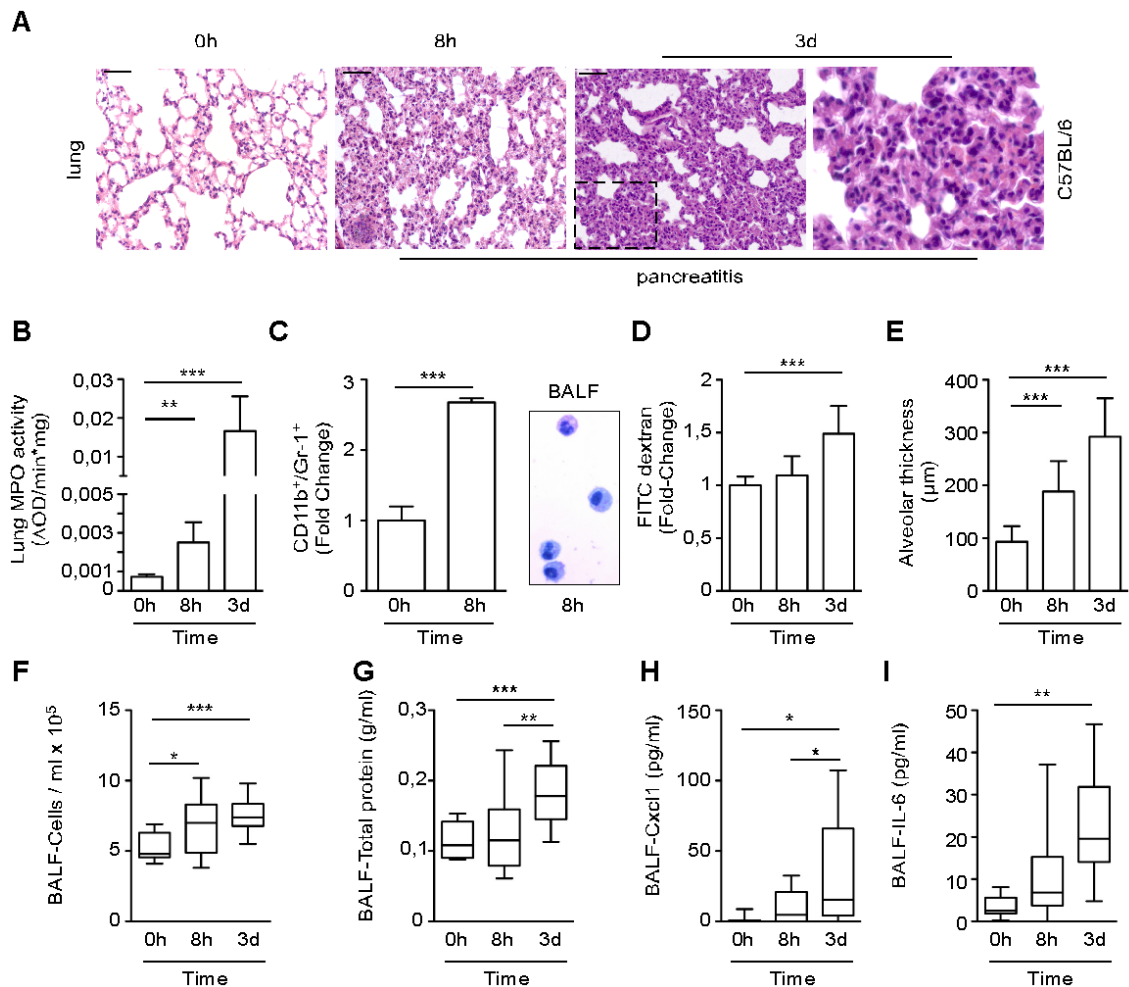 A
0h
8h
3d
lung
C57BL/6
pancreatitis
B
Lung MPO activity
(ΛOD/min*mg)
0,03
0,02
0,01
0,005
0,003
0,001
0
***
**
0h
8h
3d
Time
C
CD11b+/Gr-1+
(Fold Change)
3
2
1
0
***
0h
8h
Time
BALF
8h
D
FITC dextran
(Fold-Change)
2
1,5
1
0,5
0
***
0h
8h
3d
Time
E
Alveolar thickness
(µm)
400
300
200
100
0
***
***
0h
8h
3d
Time
F
BALF-Cells / ml x 10⁵
15
10
5
0
***
*
0h
8h
3d
Time
G
BALF-Total protein (g/ml)
0,3
0,2
0,1
0
***
**
0h
8h
3d
Time
H
BALF-Cxcl1 (pg/ml)
150
100
50
0
*
*
0h
8h
3d
Time
I
BALF-IL-6 (pg/ml)
50
40
30
20
10
0
**
0h
8h
3d
Time